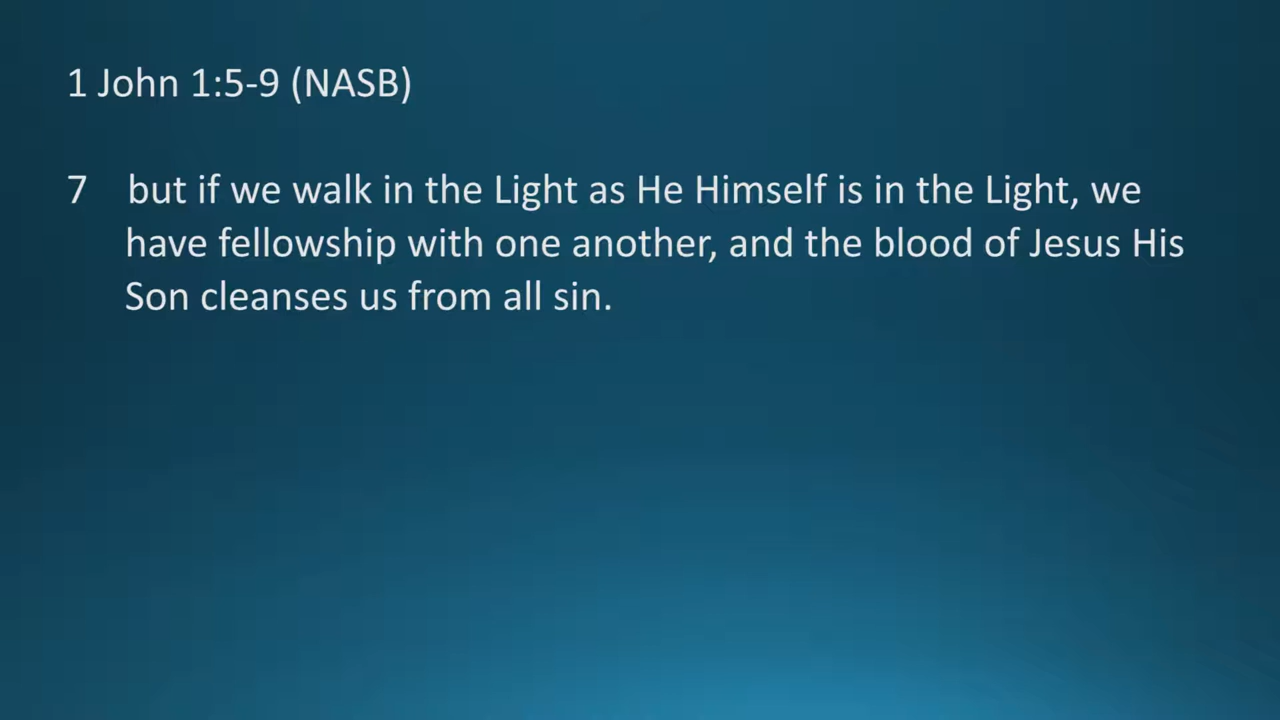 1 John 1:5-9 (NASB)
7 but if we walk in the Light as He Himself is in the Light, we
have fellowship with one another, and the blood of Jesus His
Son cleanses us from all sin.